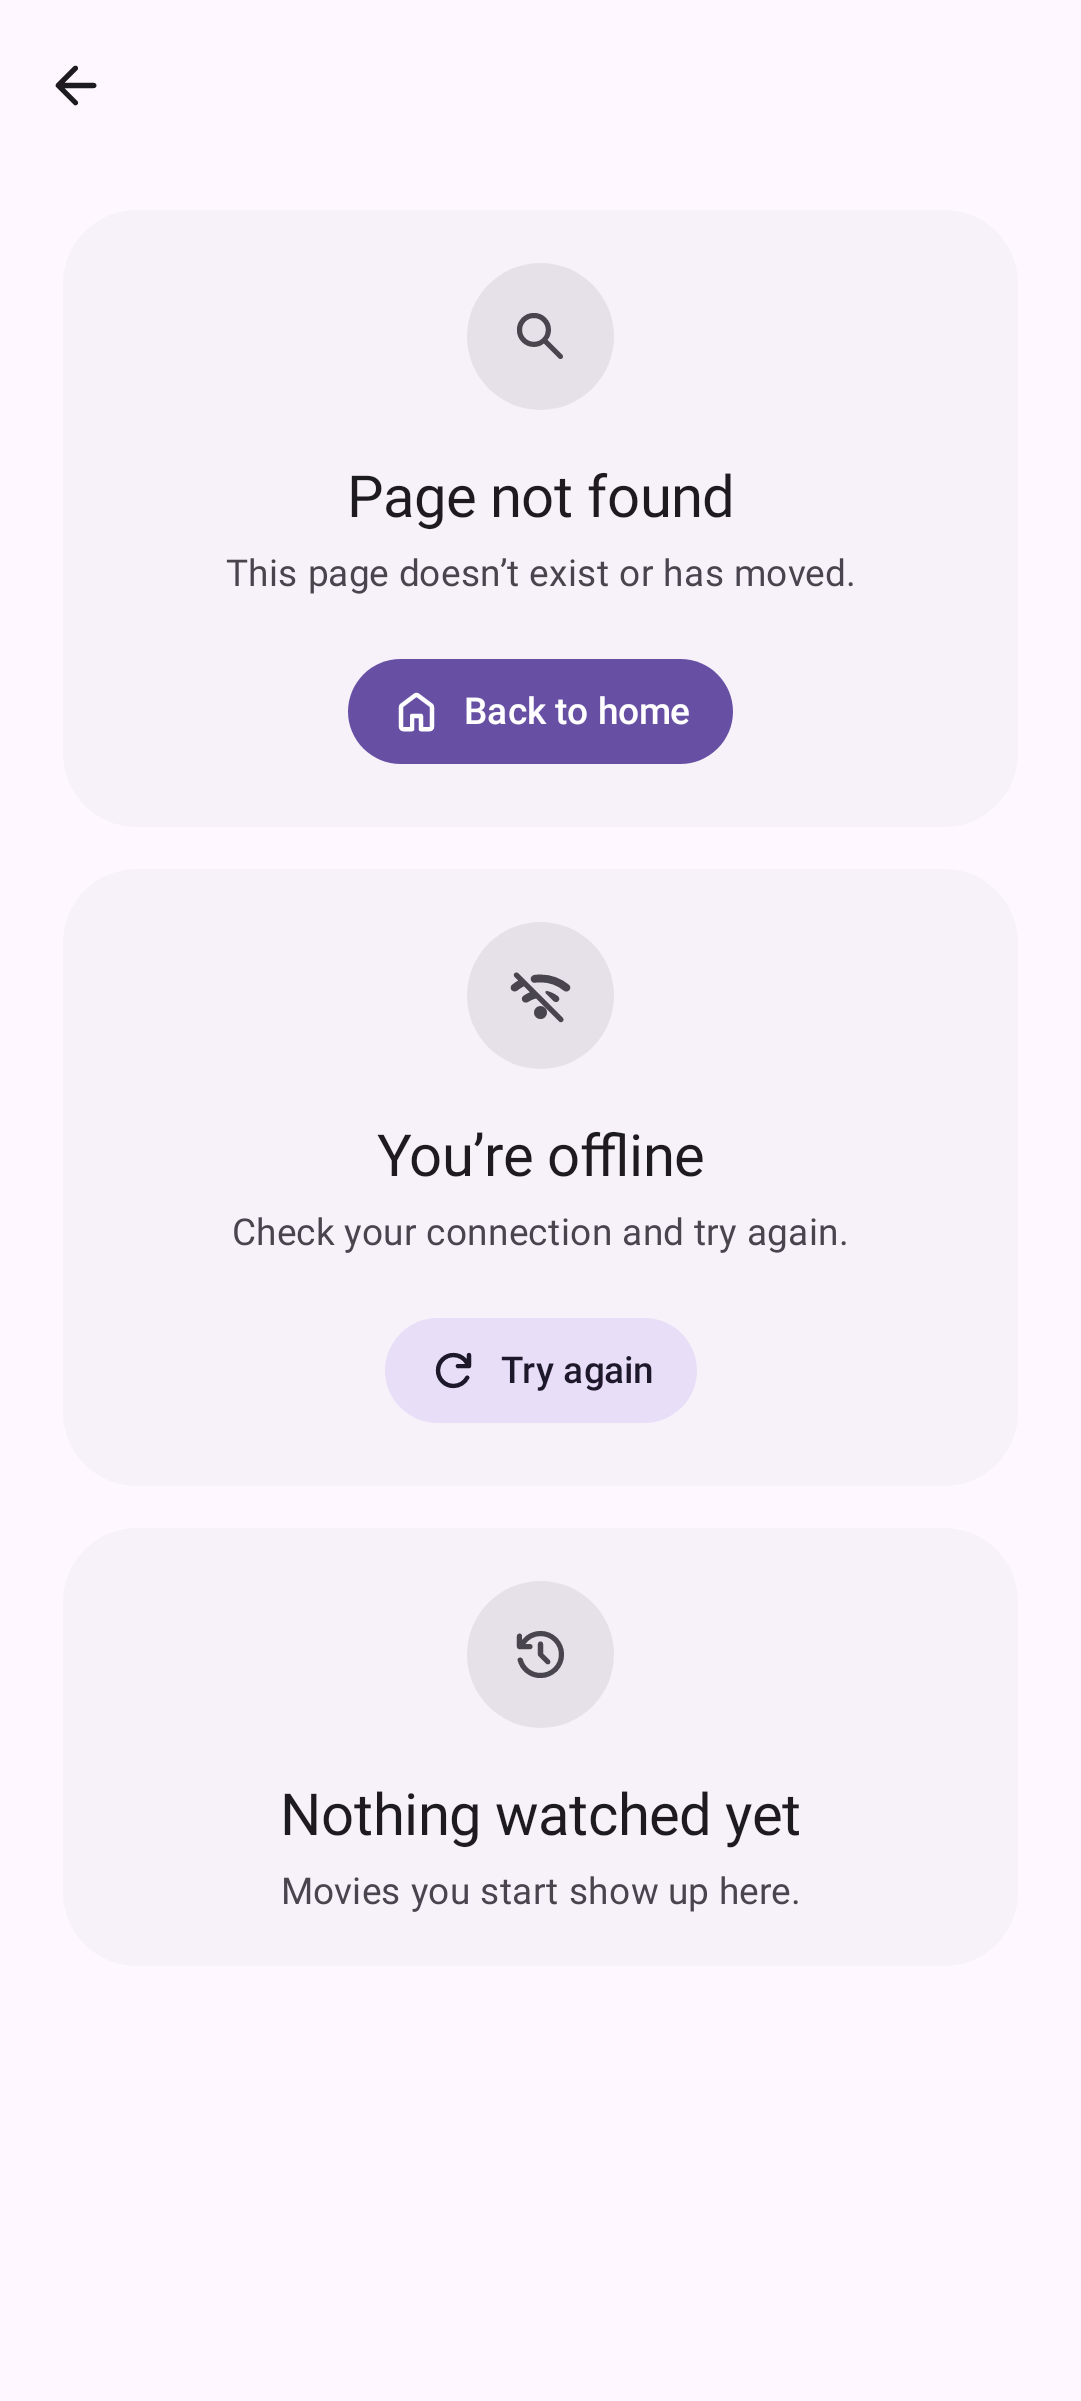 Page not found
This page doesn’t exist or has moved.
Back to home
You’re offline
Check your connection and try again.
Try again
Nothing watched yet
Movies you start show up here.